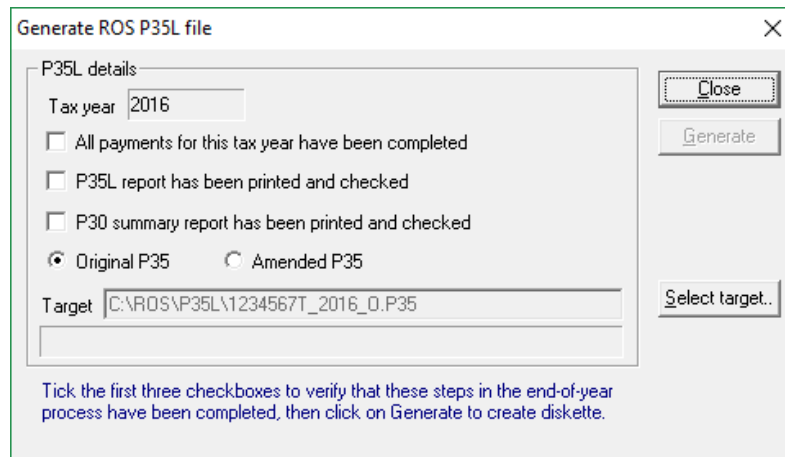 Generate ROS P35L file
P35L details
Close
Tax year 2016
All payments for this tax year have been completed
Generate
P35L report has been printed and checked
P30 summary report has been printed and checked
Original P35 Amended P35
Target C:\ROS\P35L\1234567T_2016_O.P35
Select target..
Tick the first three checkboxes to verify that these steps in the end-of-year
process have been completed, then click on Generate to create diskette.